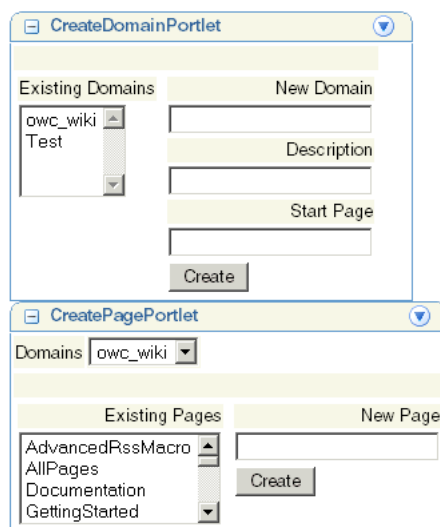 CreateDomainPortlet
Existing Domains
New Domain
owc_wiki
Test
Description
Start Page
Create
CreatePagePortlet
Domains owc_wiki
Existing Pages
New Page
AdvancedRssMacro
AllPages
Documentation
GettingStarted
Create